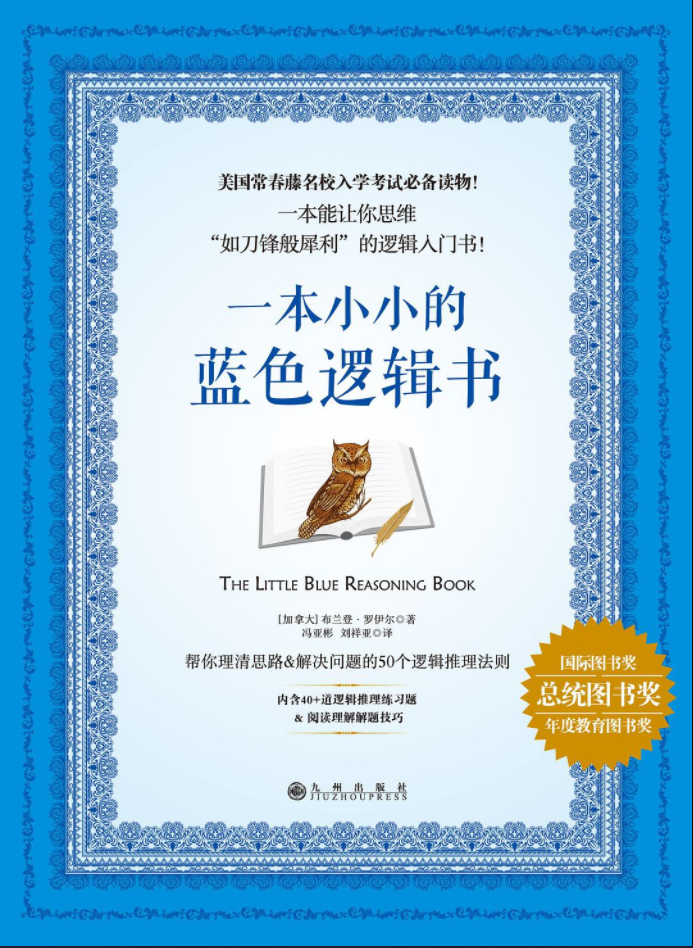 美国常春藤名校入学考试必备读物！
一本能让你思维
“如刀锋般犀利”的逻辑入门书！
一本小小的
蓝色逻辑书
THE LITTLE BLUE REASONING BOOK
[加拿大] 布兰登·罗伊尔◎著
冯亚彬 刘祥亚◎译
帮你理清思路&解决问题的50个逻辑推理法则
内含40+道逻辑推理练习题
& 阅读理解解题技巧
国际图书奖
总统图书奖
年度教育图书奖
九州出版社
JIUZHOUPRESS